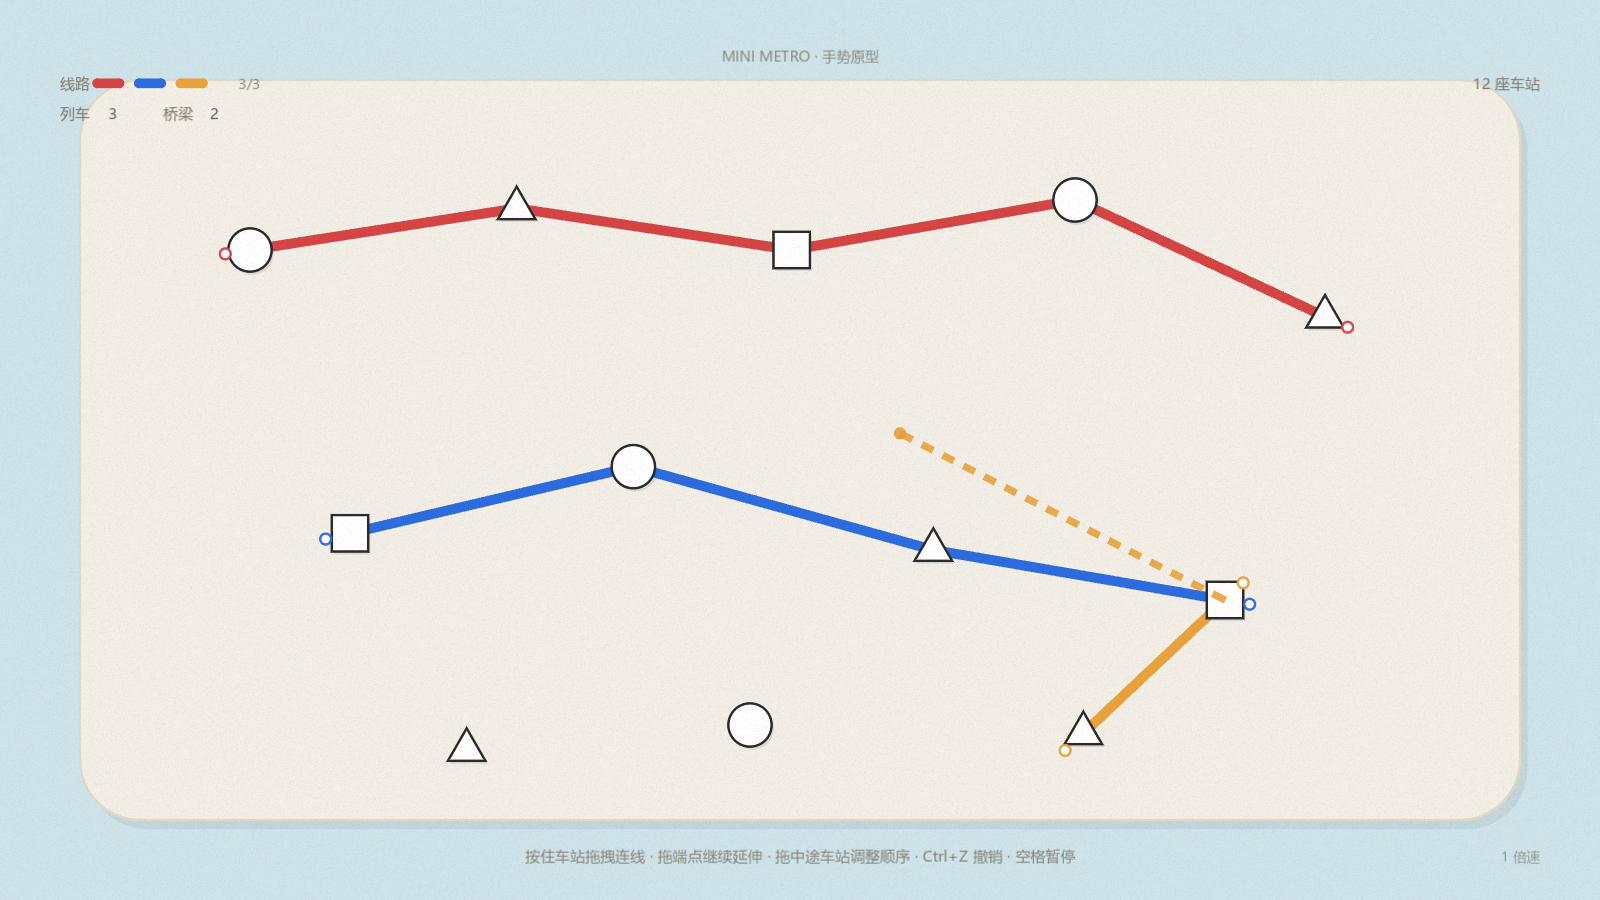 MINI METRO · 手势原型
线路 3/3
12 座车站
列车 3 桥梁 2
按住车站拖拽连线 · 拖端点继续延伸 · 拖中途车站调整顺序 · Ctrl+Z 撤销 · 空格暂停
1 倍速